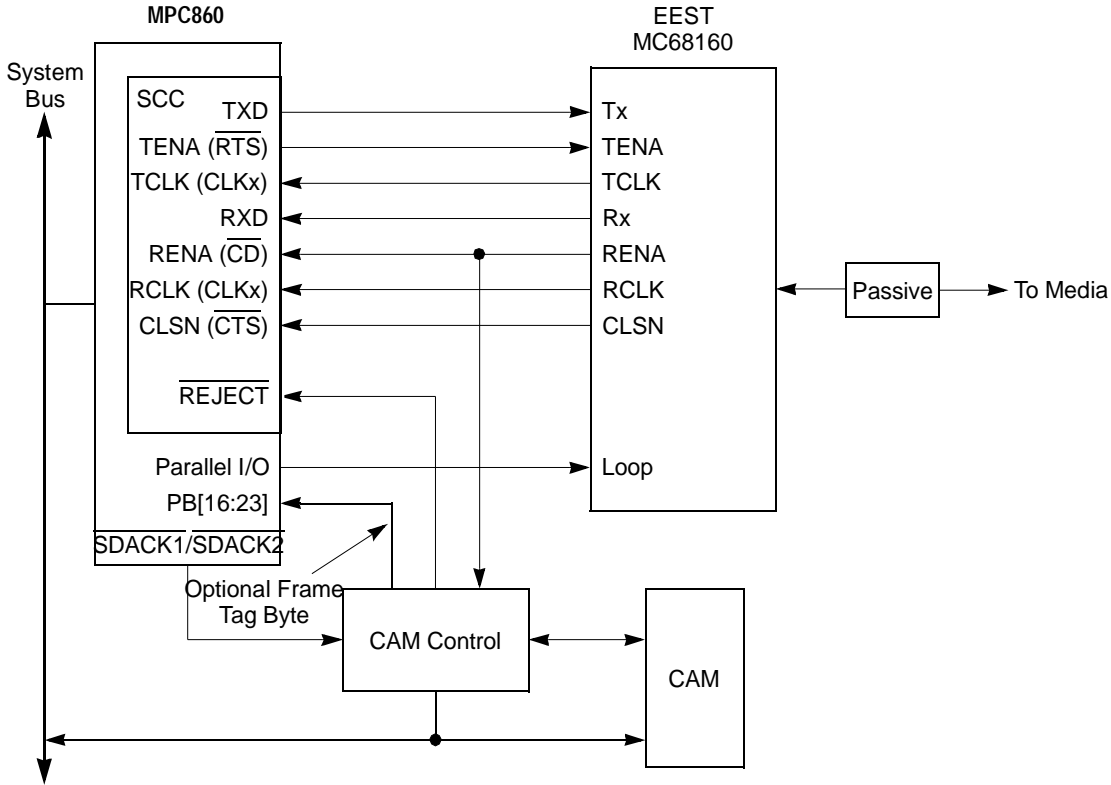 MPC860
EEST
MC68160
System
Bus
SCC
TXD
TENA (RTS)
TCLK (CLKx)
RXD
RENA (CD)
RCLK (CLKx)
CLSN (CTS)
REJECT
Parallel I/O
PB[16:23]
SDACK1/SDACK2
Tx
TENA
TCLK
Rx
RENA
RCLK
CLSN
Loop
Passive
To Media
Optional Frame
Tag Byte
CAM Control
CAM